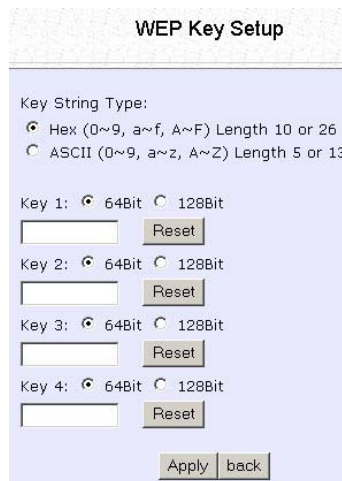 WEP Key Setup
Key String Type:
Hex (0~9, a~f, A~F) Length 10 or 26
ASCII (0~9, a~z, A~Z) Length 5 or 13
Key 1: 64Bit 128Bit
Reset
Key 2: 64Bit 128Bit
Reset
Key 3: 64Bit 128Bit
Reset
Key 4: 64Bit 128Bit
Reset
Apply back